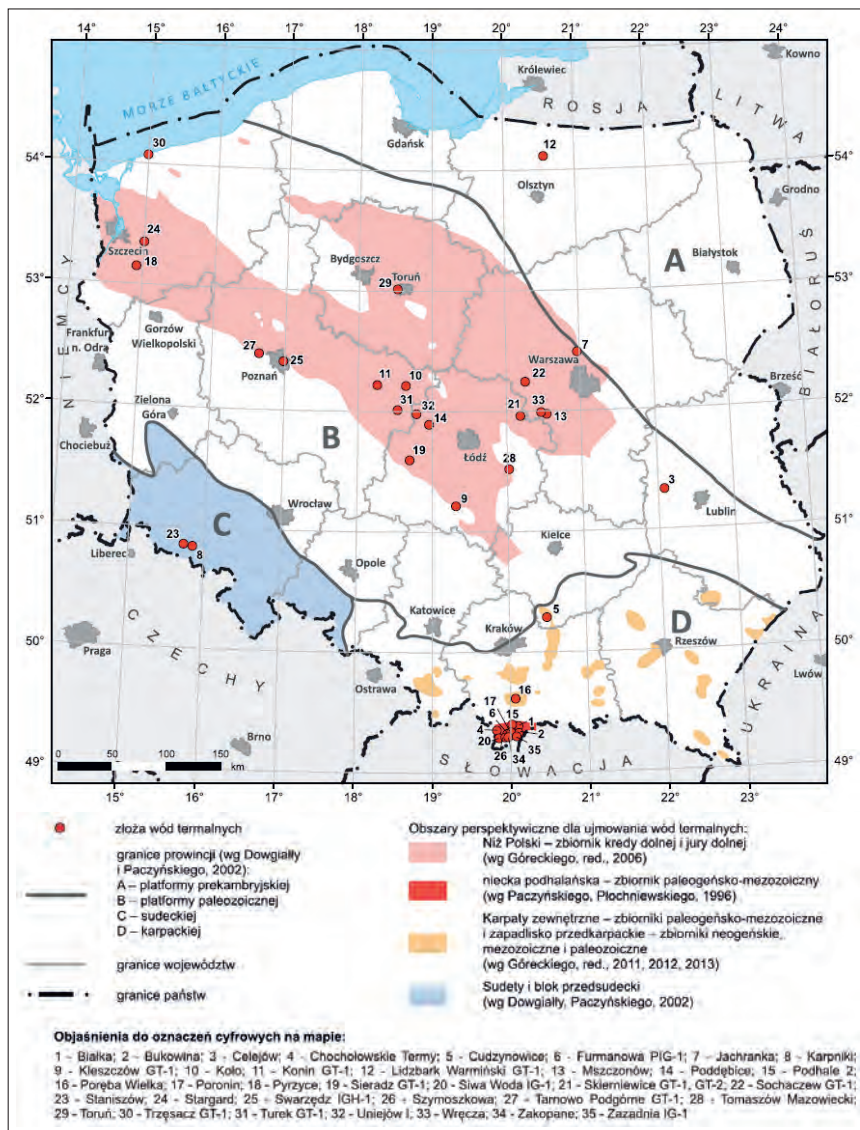 14° 15° 16° 17° 18° 19° 20° 21° 22° 23° 24°
Kowno
Królewiec
MORZE BAŁTYCKIE
ROSJA
LITWA
Gdańsk
12
30
54° 54°
Olsztyn
Grodno
24
Szczecin
18
A
Białystok
Bydgoszcz
Toruń
29
53° 53°
NIEMCY
BIAŁORUŚ
Gorzów
Wielkopolski
Frankfurt
n. Odrą
27
Poznań
25
7
Warszawa
22
11 10
Brześć
52° 52°
31 32
14
33
21 13
Zielona
Góra
B
Chociebuż
Łódź
19
28
3
9
Lublin
Wrocław
51° 51°
C
23
8
Liberec
Kielce
Opole
5
D
Katowice
Kraków
Rzeszów
50° 50°
Praga
CZECHY
UKRAINA
Lwów
Ostrawa
16
17
6 15 1
4 2
20 35
26 34
Brno
SŁOWACJA
49° 49°
0 50 100 150
km
15° 16° 17° 18° 19° 20° 21° 22° 23°
złoża wód termalnych
granice prowincji (wg Dowgiałły
i Paczyńskiego, 2002):
A – platformy prekambryjskiej
B – platformy paleozoicznej
C – sudeckiej
D – karpackiej
granice województw
granice państw
Obszary perspektywiczne dla ujmowania wód termalnych:
Niż Polski – zbiornik kredy dolnej i jury dolnej
(wg Góreckiego, red., 2006)
niecka podhalańska – zbiornik paleogeńsko-mezozoiczny
(wg Paczyńskiego, Płochniewskiego, 1996)
Karpaty zewnętrzne – zbiorniki paleogeńsko-mezozoiczne
i zapadlisko przedkarpackie – zbiorniki neogeńskie,
mezozoiczne i paleozoiczne
(wg Góreckiego, red., 2011, 2012, 2013)
Sudety i blok przedsudecki
(wg Dowgiałły, Paczyńskiego, 2002)
Objaśnienia do oznaczeń cyfrowych na mapie:
1 - Białka; 2 - Bukowina; 3 - Celejów; 4 - Chochołowskie Termy; 5 - Cudzynowice; 6 - Furmanowa PIG-1; 7 - Jachranka; 8 - Karpniki;
9 - Kleszczów GT-1; 10 - Koło; 11 - Konin GT-1; 12 - Lidzbark Warmiński GT-1; 13 - Mszczonów; 14 - Poddębice; 15 - Podhale 2;
16 - Poręba Wielka; 17 - Poronin; 18 - Pyrzyce; 19 - Sieradz GT-1; 20 - Siwa Woda IG-1; 21 - Skierniewice GT-1, GT-2; 22 - Sochaczew GT-1;
23 - Staniszów; 24 - Stargard; 25 - Swarzędz IGH-1; 26 - Szymoszkowa; 27 - Tarnowo Podgórne GT-1; 28 - Tomaszów Mazowiecki;
29 - Toruń; 30 - Trzęsacz GT-1; 31 - Turek GT-1; 32 - Uniejów I; 33 - Wręcza; 34 - Zakopane; 35 - Zazadnia IG-1